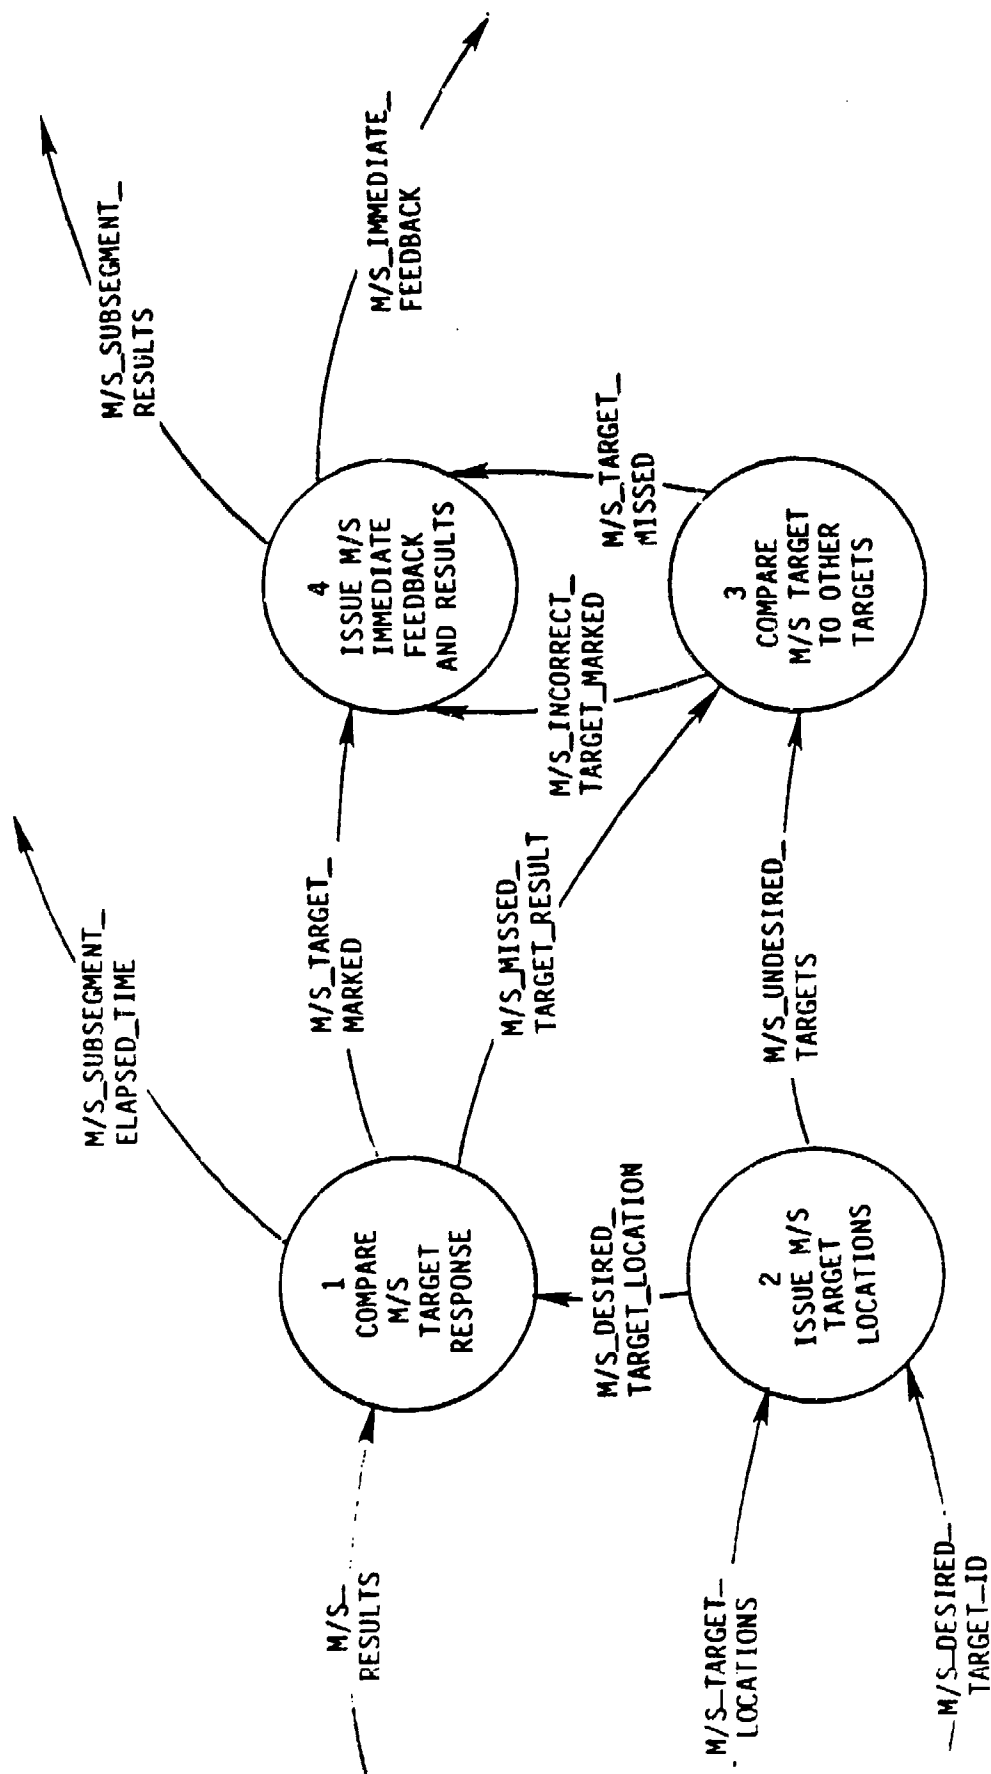 M/S_SUBSEGMENT_
ELAPSED_TIME
M/S_SUBSEGMENT_
RESULTS
M/S_
RESULTS
1
COMPARE
M/S
TARGET
RESPONSE
M/S_TARGET_
MARKED
4
ISSUE M/S
IMMEDIATE
FEEDBACK
AND RESULTS
M/S_IMMEDIATE_
FEEDBACK
M/S_MISSED_
TARGET_RESULT
M/S_INCORRECT_
TARGET_MARKED
M/S_TARGET_
MISSED
M/S_DESIRED_
TARGET_LOCATION
M/S_TARGET_
LOCATIONS
2
ISSUE M/S
TARGET
LOCATIONS
M/S_UNDESIRED_
TARGETS
3
COMPARE
M/S TARGET
TO OTHER
TARGETS
M/S_DESIRED_
TARGET_ID